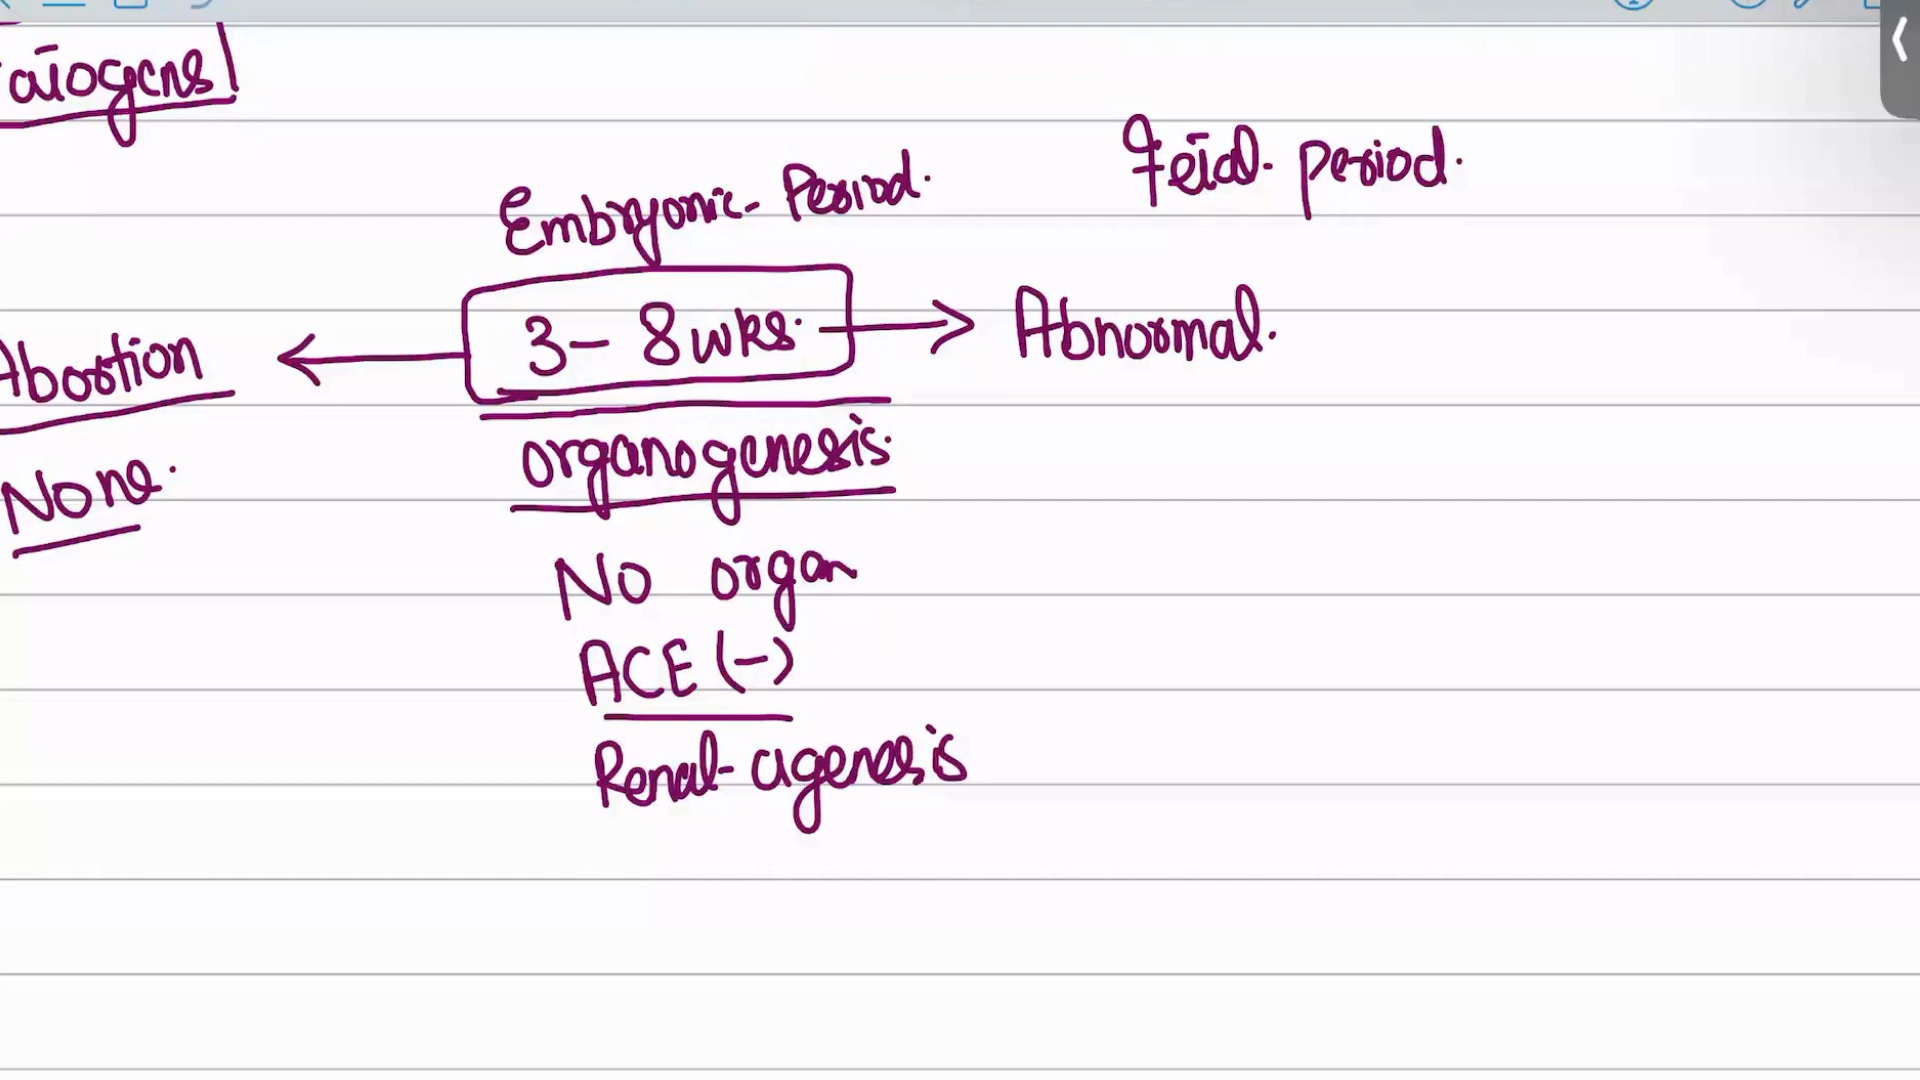 Fetal period.
Embryonic Period.
Abortion
3 - 8 wks.
Abnormal.
None.
organogenesis.
No organ
ACE (-)
Renal agenesis